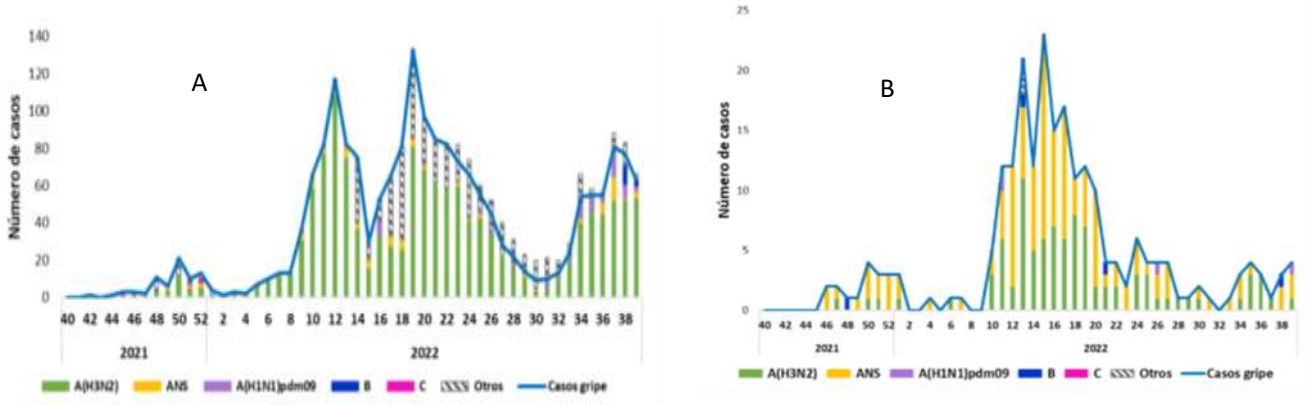 A
Número de casos
140
120
100
80
60
40
20
0
40 42 44 46 48 50 52 2 4 6 8 10 12 14 16 18 20 22 24 26 28 30 32 34 36 38
2021 2022
A(H3N2) ANS A(H1N1)pdm09 B C Otros Casos gripe
B
Número de casos
25
20
15
10
5
0
40 42 44 46 48 50 52 2 4 6 8 10 12 14 16 18 20 22 24 26 28 30 32 34 36 38
2021 2022
A(H3N2) ANS A(H1N1)pdm09 B C Otros Casos gripe